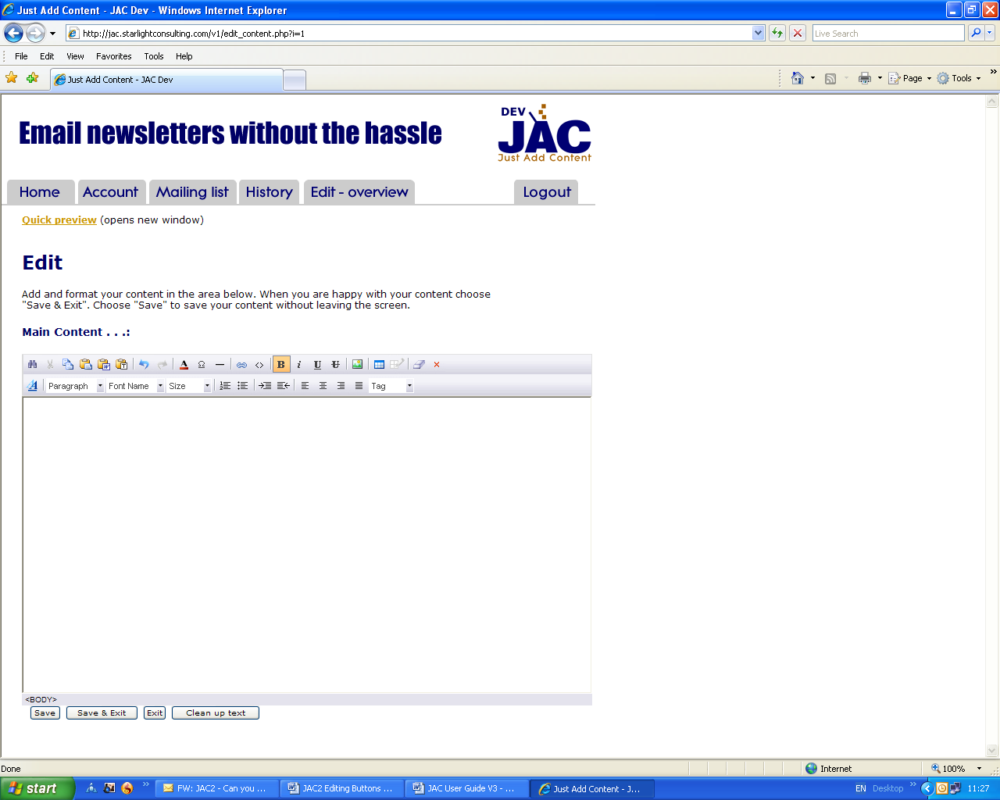 Just Add Content - JAC Dev - Windows Internet Explorer
http://jac.starlightconsulting.com/v1/edit_content.php?i=1
Live Search
File Edit View Favorites Tools Help
Just Add Content - JAC Dev
Page Tools
Email newsletters without the hassle
DEV
JAC
Just Add Content
Home Account Mailing list History Edit - overview Logout
Quick preview (opens new window)
Edit
Add and format your content in the area below. When you are happy with your content choose
"Save & Exit". Choose "Save" to save your content without leaving the screen.
Main Content . . .:
A Ω B i U U
Paragraph Font Name Size Tag
<BODY>
Save Save & Exit Exit Clean up text
Done Internet 100%
start FW: JAC2 - Can you ... JAC2 Editing Buttons ... JAC User Guide V3 - ... Just Add Content - J... EN Desktop 11:27